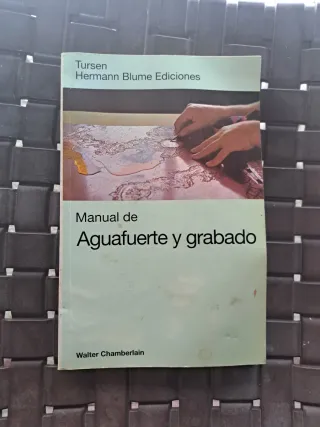 Tursen
Hermann Blume Ediciones
Manual de
Aguafuerte y grabado
Walter Chamberlain